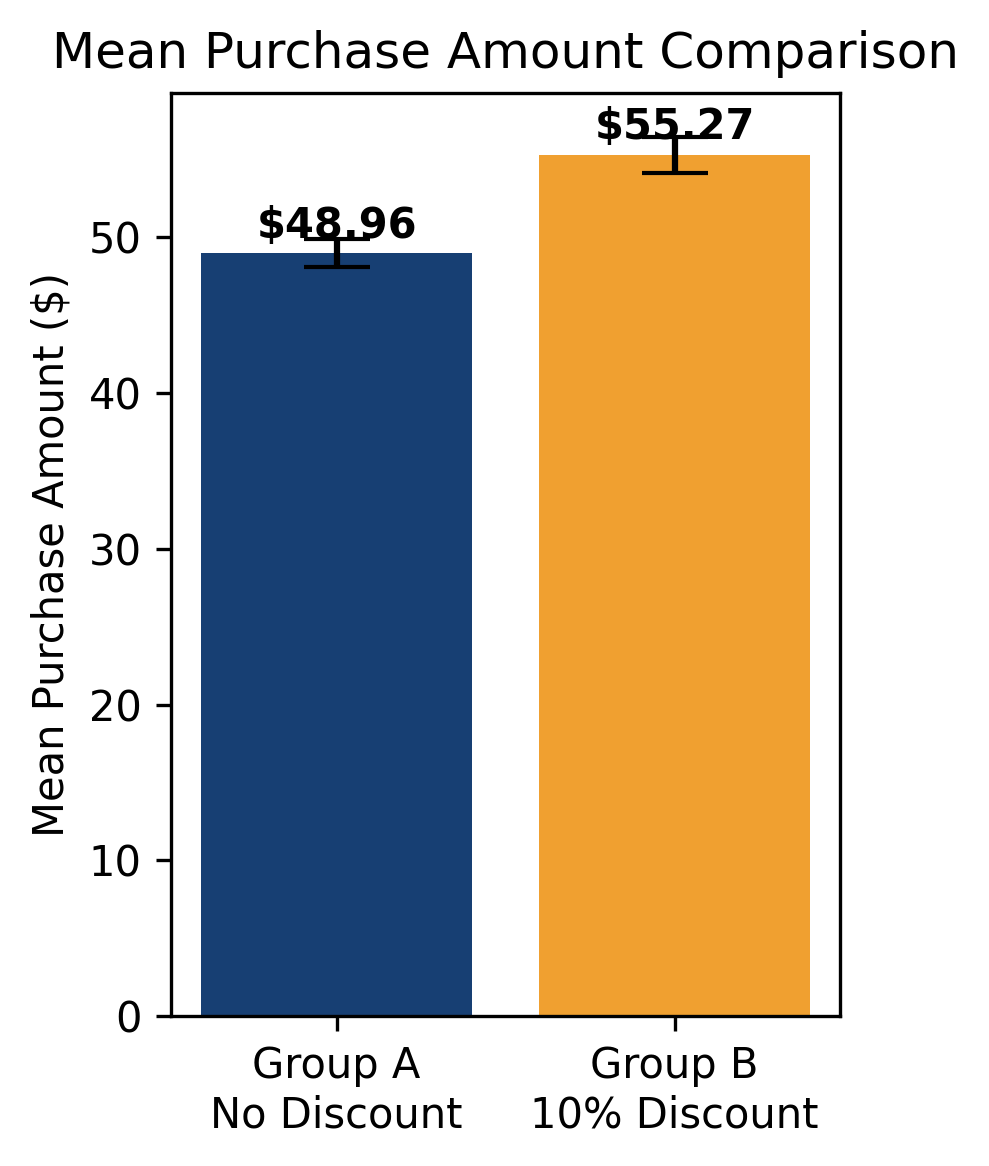 Mean Purchase Amount Comparison
$55.27
$48.96
50
40
30
20
10
0
Mean Purchase Amount ($)
Group A
No Discount
Group B
10% Discount